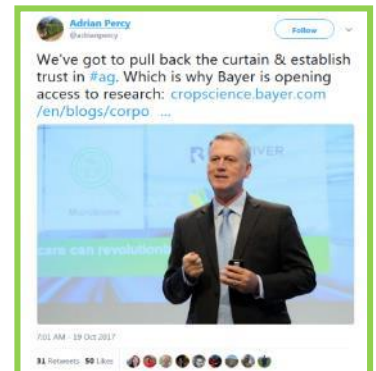 Adrian Percy
@adrianpercy
Follow
We've got to pull back the curtain & establish
trust in #ag. Which is why Bayer is opening
access to research: cropscience.bayer.com
/en/blogs/corpo ...
care can revolutioni
7:01 AM - 19 Oct 2017
31 Retweets 50 Likes